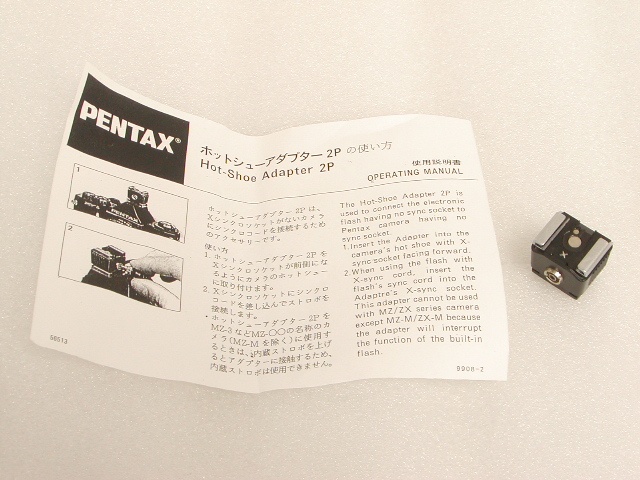 PENTAX®
ホットシューアダプター 2P の使い方
Hot-Shoe Adapter 2P
使用説明書
OPERATING MANUAL
1
PENTAX
2
ホットシューアダプター 2P は、
Xシンクロソケットがないカメラ
にシンクロコードを接続するため
のアクセサリーです。
使い方
1. ホットシューアダプター 2P を
Xシンクロソケットが前側にな
るようにカメラのホットシュー
に取り付けます。
2. Xシンクロソケットにシンクロ
コードを差し込んでストロボを
接続します。
・ホットシューアダプター 2P を
MZ-3などMZ-○○の名称のカ
メラ(MZ-M を除く)に使用す
るときは、内蔵ストロボを上げ
るとアダプターに接触するため、
内蔵ストロボは使用できません。
58513
The Hot-Shoe Adapter 2P is
used to connect the electronic
flash having no sync socket to
Pentax camera having no
sync socket.
1.Insert the Adapter into the
camera's hot shoe with X-
sync socket facing forward.
2.When using the flash with
X-sync cord, insert the
flash's sync cord into the
Adaptre's X-sync socket.
This adapter cannot be used
with MZ/ZX series camera
except MZ-M/ZX-M because
the adapter will interrupt
the function of the built-in
flash.
9908-2
X